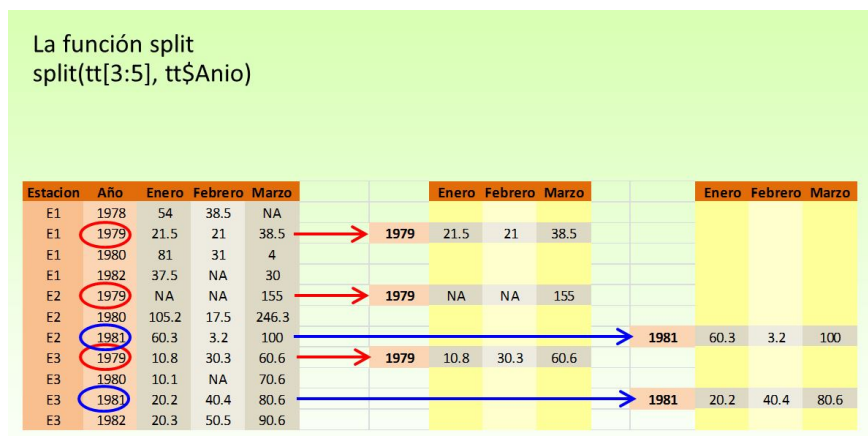 La función split
split(tt[3:5], tt$Anio)
Estacion Año Enero Febrero Marzo Enero Febrero Marzo Enero Febrero Marzo
E1 1978 54 38.5 NA
E1 1979 21.5 21 38.5 1979 21.5 21 38.5
E1 1980 81 31 4
E1 1982 37.5 NA 30
E2 1979 NA NA 155 1979 NA NA 155
E2 1980 105.2 17.5 246.3
E2 1981 60.3 3.2 100 1981 60.3 3.2 100
E3 1979 10.8 30.3 60.6 1979 10.8 30.3 60.6
E3 1980 10.1 NA 70.6
E3 1981 20.2 40.4 80.6 1981 20.2 40.4 80.6
E3 1982 20.3 50.5 90.6